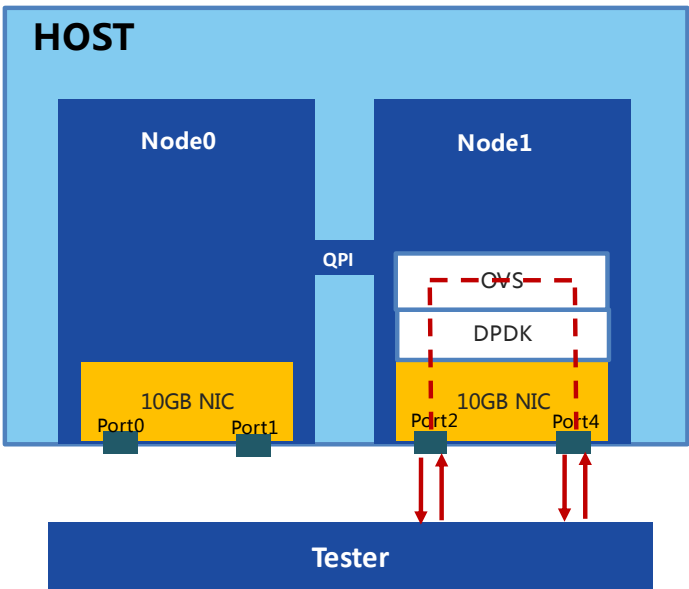 HOST
Node0
Node1
QPI
OVS
DPDK
10GB NIC
10GB NIC
Port0
Port1
Port2
Port4
Tester